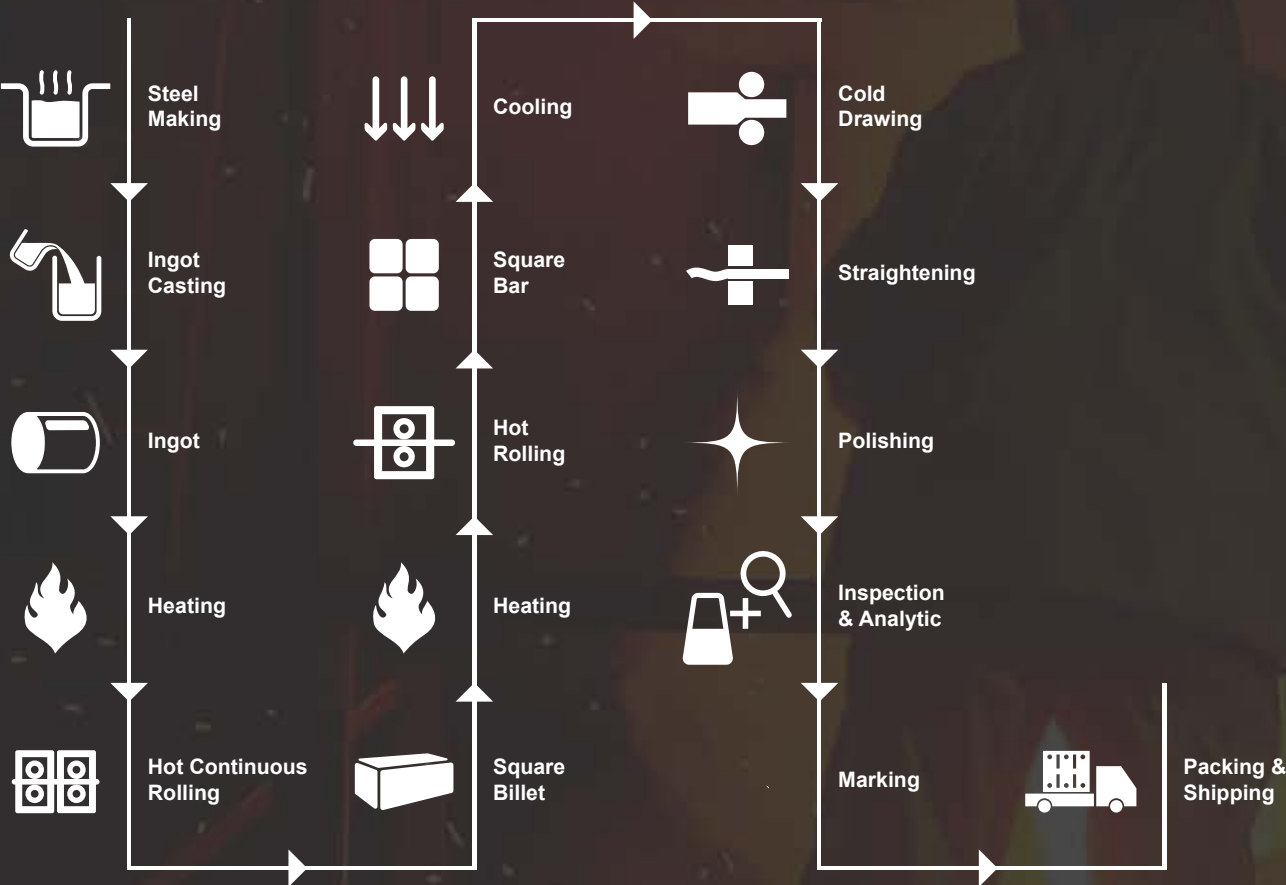 Steel
Making
Ingot
Casting
Ingot
Heating
Hot Continuous
Rolling
Square
Billet
Heating
Hot
Rolling
Square
Bar
Cooling
Cold
Drawing
Straightening
Polishing
Inspection
& Analytic
Marking
Packing &
Shipping